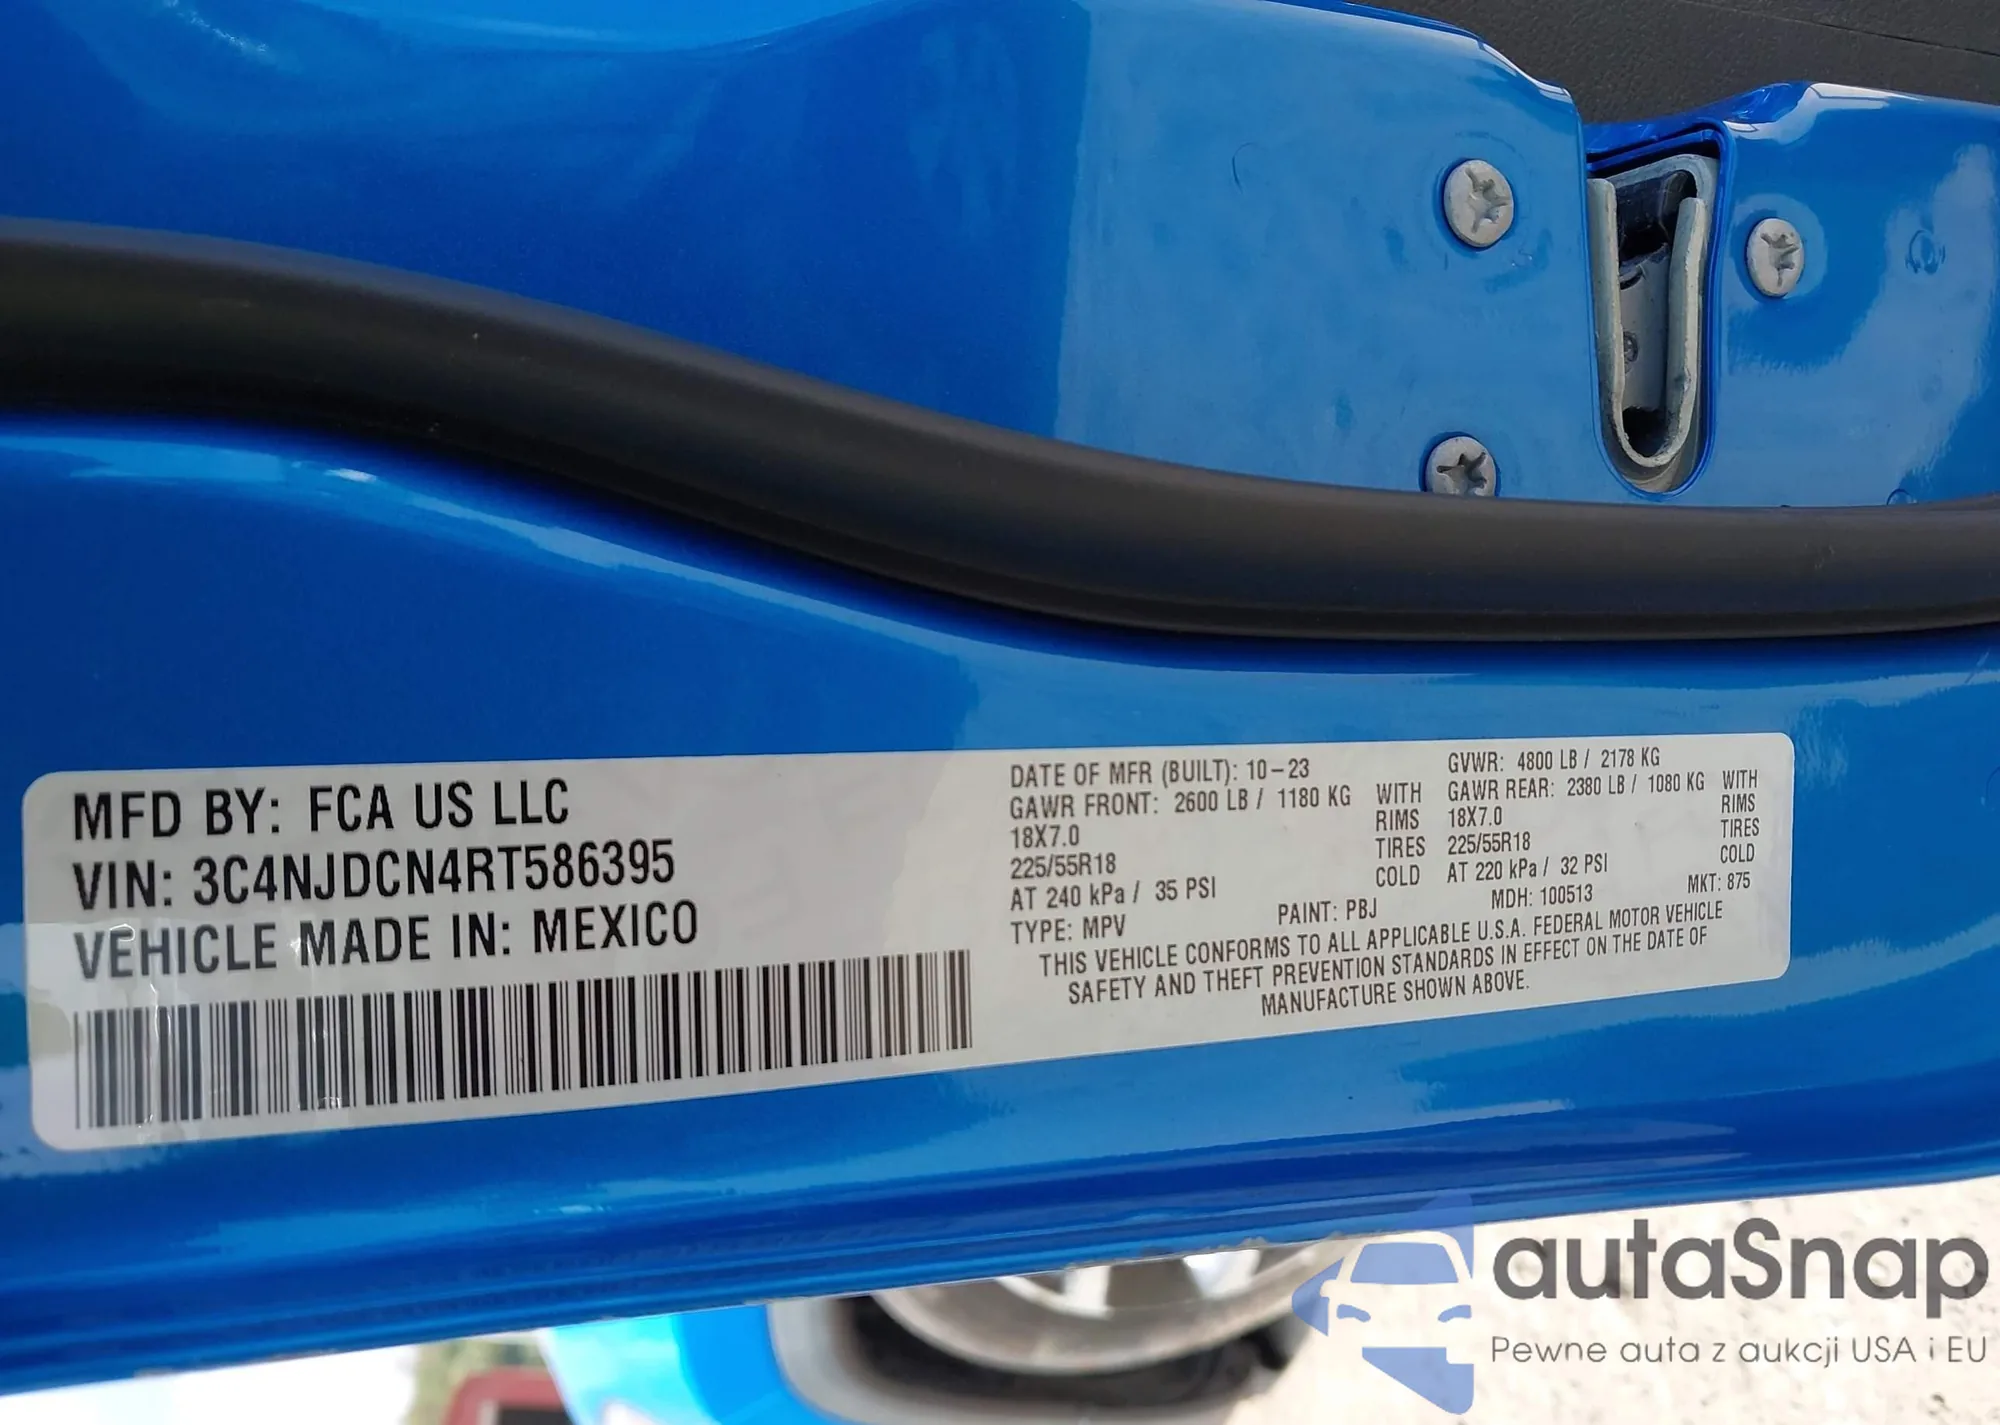 MFD BY: FCA US LLC
VIN: 3C4NJDCN4RT586395
VEHICLE MADE IN: MEXICO
DATE OF MFR (BUILT): 10-23
GAWR FRONT: 2600 LB / 1180 KG WITH
18X7.0 RIMS
225/55R18 TIRES
AT 240 kPa / 35 PSI COLD
TYPE: MPV PAINT: PBJ
GVWR: 4800 LB / 2178 KG
GAWR REAR: 2380 LB / 1080 KG WITH
18X7.0 RIMS
225/55R18 TIRES
AT 220 kPa / 32 PSI COLD
MDH: 100513 MKT: 875
THIS VEHICLE CONFORMS TO ALL APPLICABLE U.S.A. FEDERAL MOTOR VEHICLE
SAFETY AND THEFT PREVENTION STANDARDS IN EFFECT ON THE DATE OF
MANUFACTURE SHOWN ABOVE.
autaSnap
Pewne auta z aukcji USA i EU